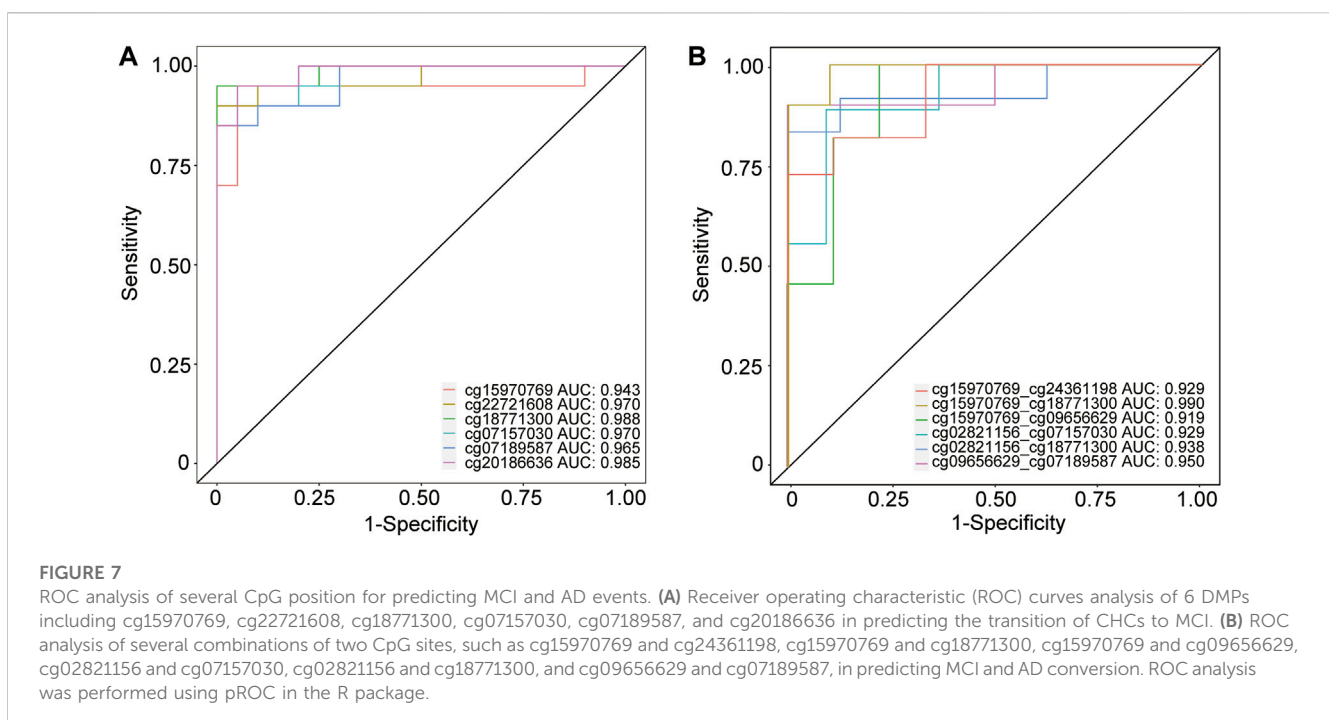 A
1.00
0.75
0.50
0.25
0
Sensitivity
cg15970769 AUC: 0.943
cg22721608 AUC: 0.970
cg18771300 AUC: 0.988
cg07157030 AUC: 0.970
cg07189587 AUC: 0.965
cg20186636 AUC: 0.985
0 0.25 0.50 0.75 1.00
1-Specificity
B
1.00
0.75
0.50
0.25
0
Sensitivity
cg15970769_cg24361198 AUC: 0.929
cg15970769_cg18771300 AUC: 0.990
cg15970769_cg09656629 AUC: 0.919
cg02821156_cg07157030 AUC: 0.929
cg02821156_cg18771300 AUC: 0.938
cg09656629_cg07189587 AUC: 0.950
0 0.25 0.50 0.75 1.00
1-Specificity
FIGURE 7
ROC analysis of several CpG position for predicting MCI and AD events. (A) Receiver operating characteristic (ROC) curves analysis of 6 DMPs
including cg15970769, cg22721608, cg18771300, cg07157030, cg07189587, and cg20186636 in predicting the transition of CHCs to MCI. (B) ROC
analysis of several combinations of two CpG sites, such as cg15970769 and cg24361198, cg15970769 and cg18771300, cg15970769 and cg09656629,
cg02821156 and cg07157030, cg02821156 and cg18771300, and cg09656629 and cg07189587, in predicting MCI and AD conversion. ROC analysis
was performed using pROC in the R package.